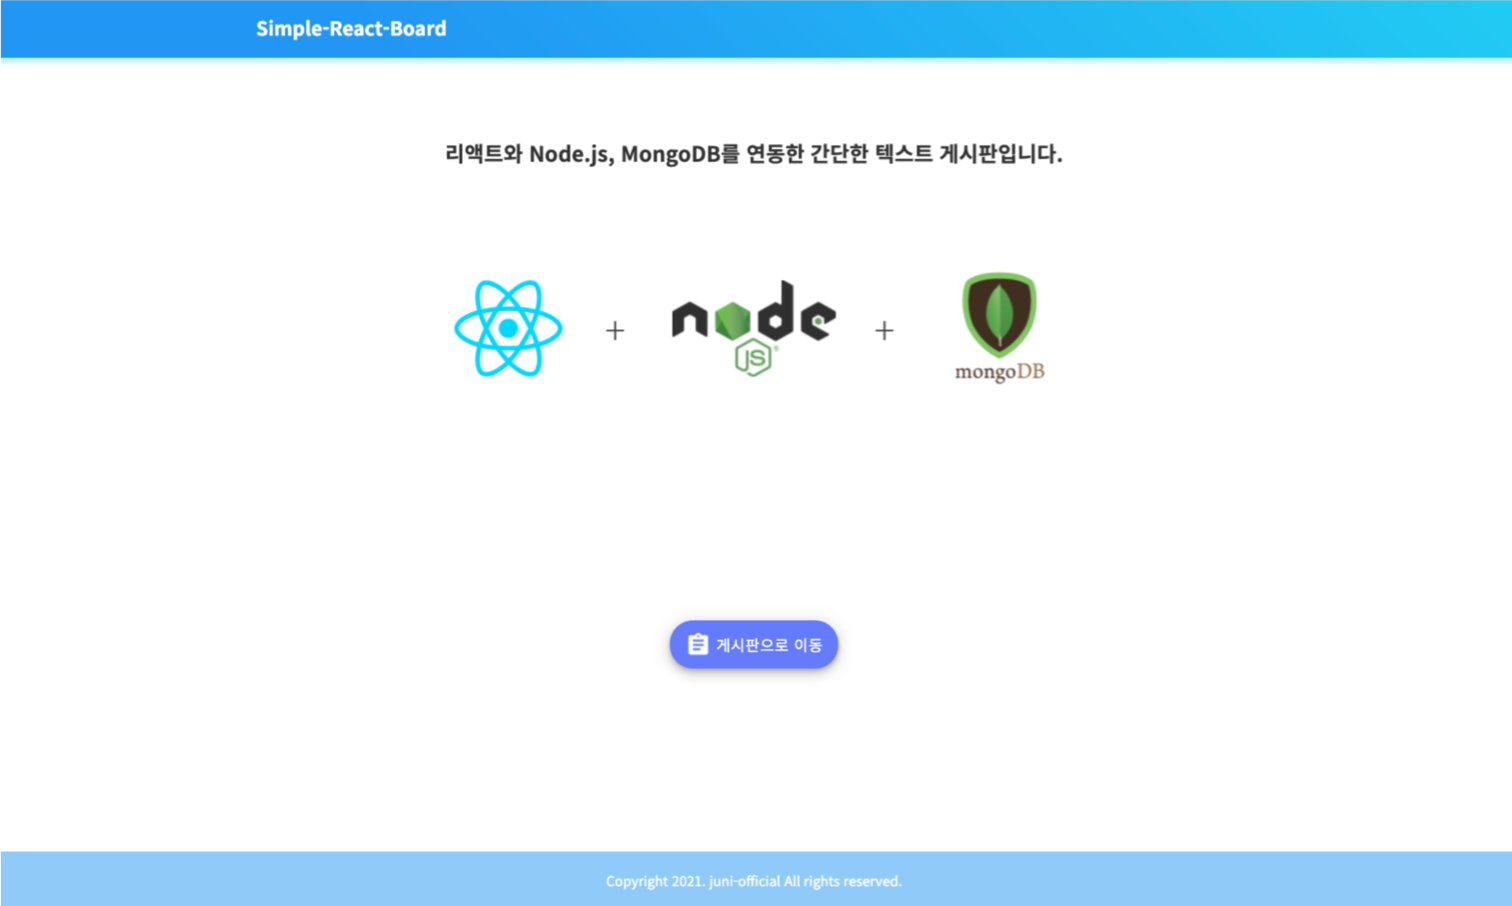 Simple-React-Board
리액트와 Node.js, MongoDB를 연동한 간단한 텍스트 게시판입니다.
+ node +
JS
mongoDB
게시판으로 이동
Copyright 2021. juni-official All rights reserved.